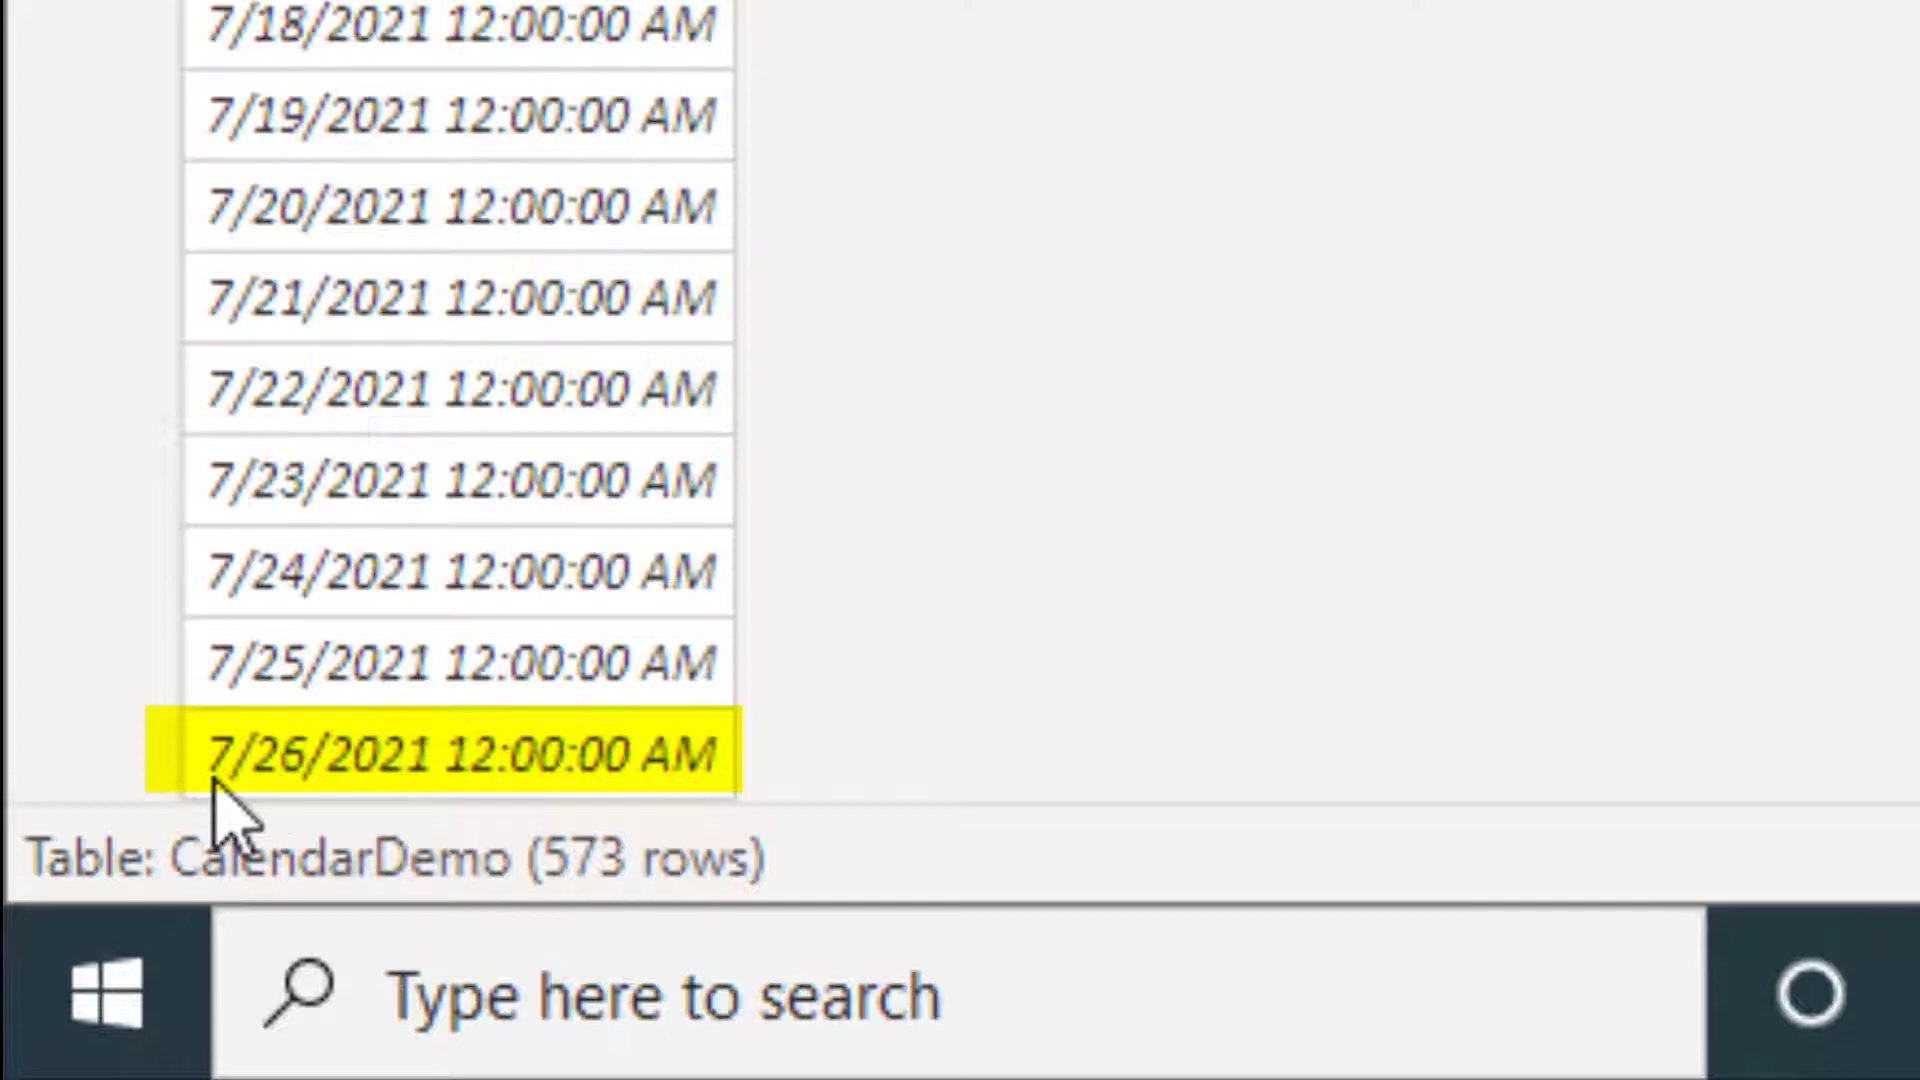 7/18/2021 12:00:00 AM
7/19/2021 12:00:00 AM
7/20/2021 12:00:00 AM
7/21/2021 12:00:00 AM
7/22/2021 12:00:00 AM
7/23/2021 12:00:00 AM
7/24/2021 12:00:00 AM
7/25/2021 12:00:00 AM
7/26/2021 12:00:00 AM
Table: CalendarDemo (573 rows)
Type here to search